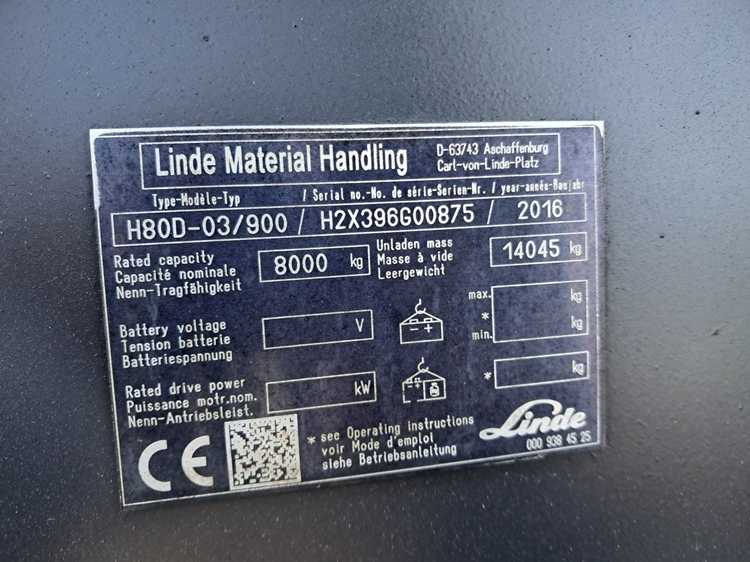 Linde Material Handling
D-63743 Aschaffenburg
Carl-von-Linde-Platz
Type-Modèle-Typ / Serial no.-No. de série-Serien-Nr. / year-année-Baujahr
H80D-03/900 / H2X396G00875 / 2016
Rated capacity
Capacité nominale
Nenn-Tragfähigkeit
8000 kg
Unladen mass
Masse à vide
Leergewicht
14045 kg
Battery voltage
Tension batterie
Batteriespannung
V
- +
max.
*
min.
kg
kg
Rated drive power
Puissance motr.nom.
Nenn-Antriebsleist.
kW
- +
*
kg
CE
* see Operating instructions
voir Mode d'emploi
siehe Betriebsanleitung
Linde
000 938 45 25